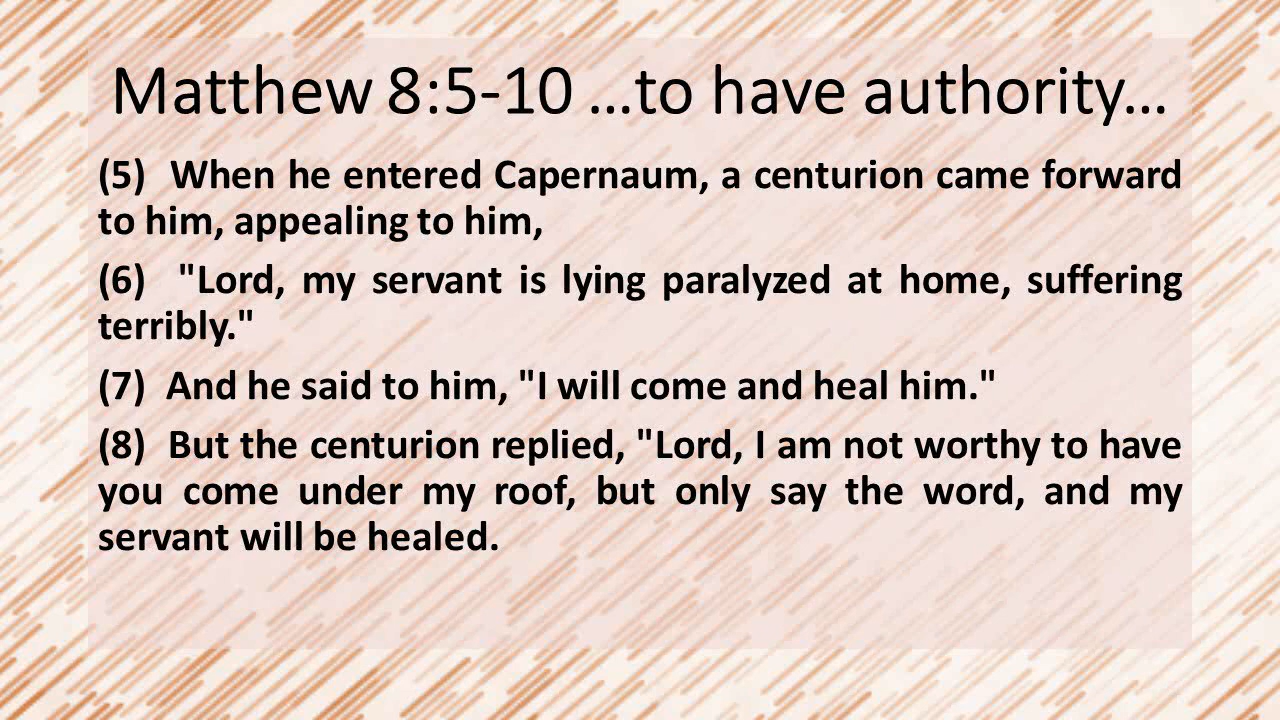 Matthew 8:5-10 …to have authority…
(5)  When he entered Capernaum, a centurion came forward
to him, appealing to him,
(6)  "Lord, my servant is lying paralyzed at home, suffering
terribly."
(7)  And he said to him, "I will come and heal him."
(8)  But the centurion replied, "Lord, I am not worthy to have
you come under my roof, but only say the word, and my
servant will be healed.